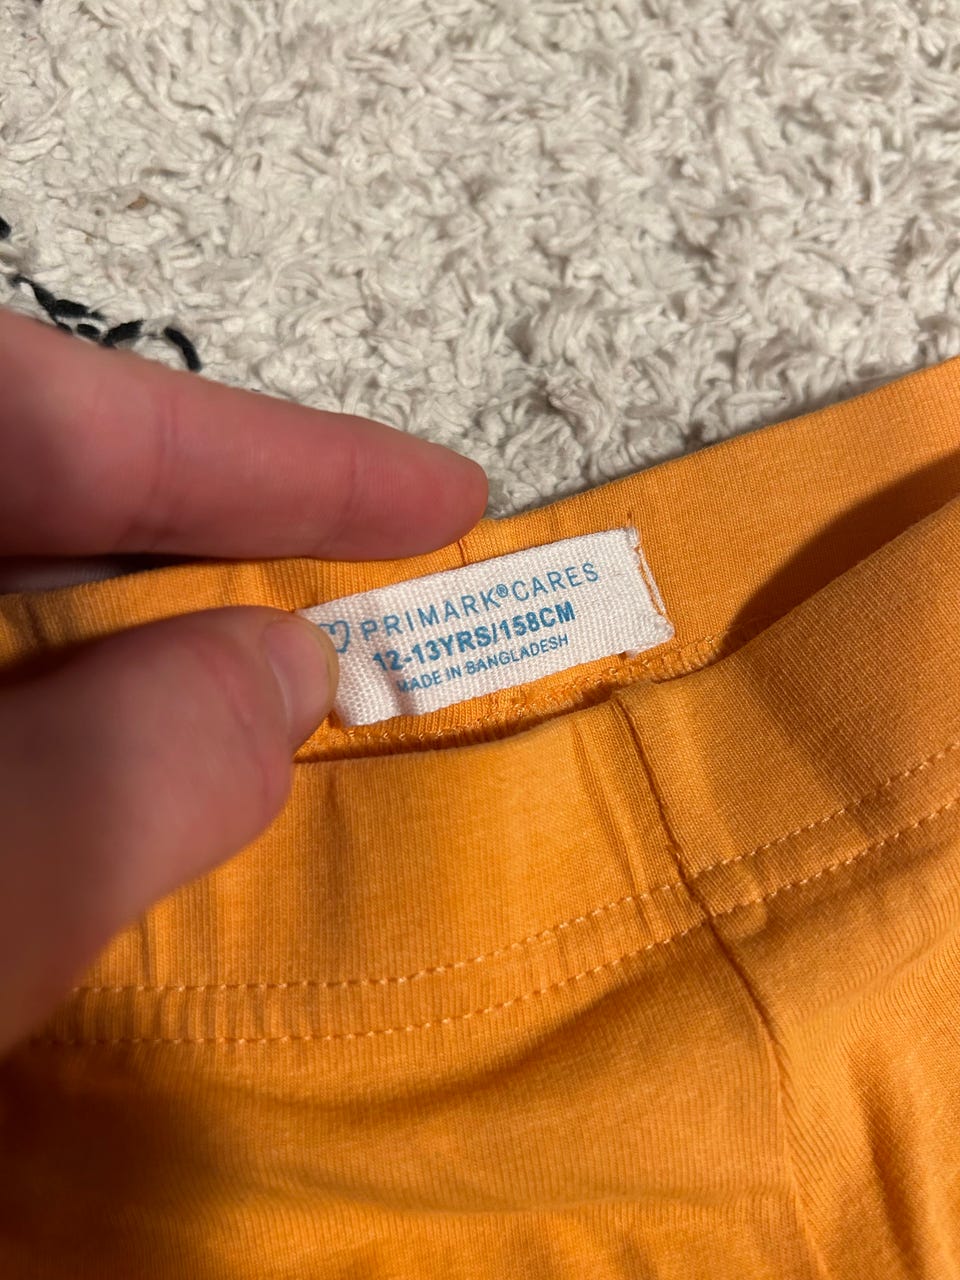 PRIMARK®CARES
12-13YRS/158CM
MADE IN BANGLADESH